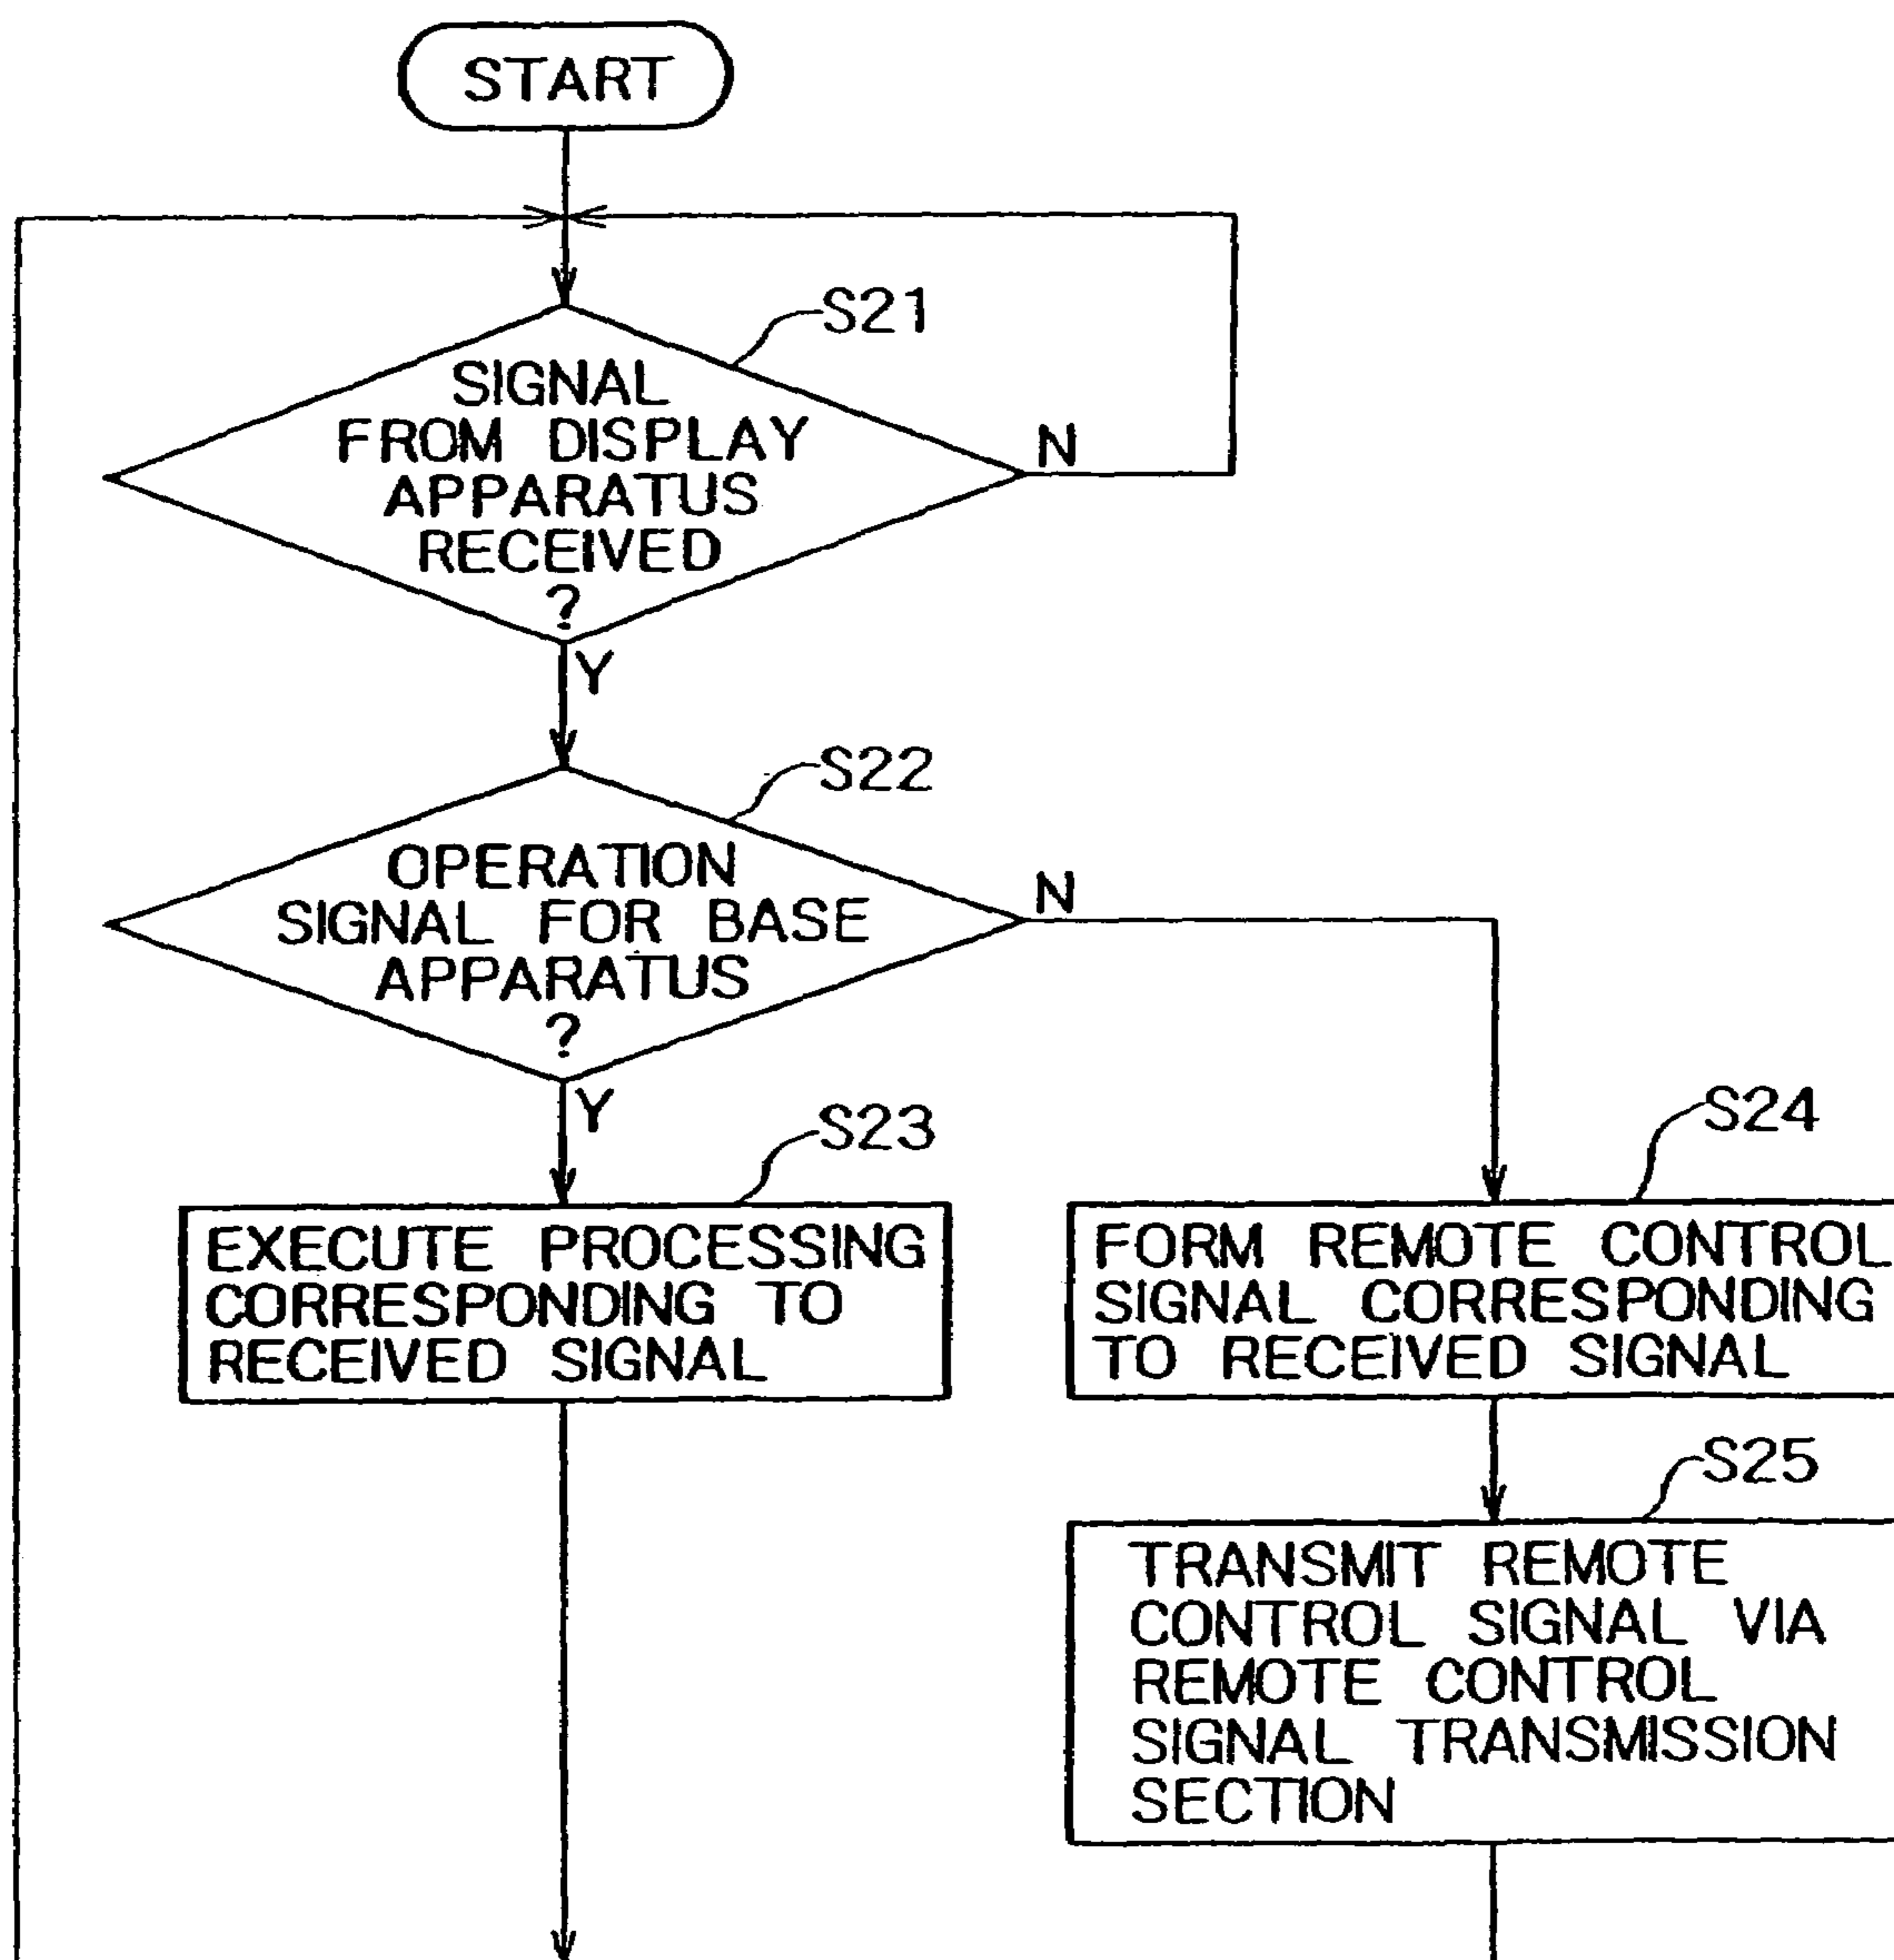 START
S21
SIGNAL
FROM DISPLAY
APPARATUS
RECEIVED
?
N
Y
S22
OPERATION
SIGNAL FOR BASE
APPARATUS
?
N
Y
S23
EXECUTE PROCESSING
CORRESPONDING TO
RECEIVED SIGNAL
S24
FORM REMOTE CONTROL
SIGNAL CORRESPONDING
TO RECEIVED SIGNAL
S25
TRANSMIT REMOTE
CONTROL SIGNAL VIA
REMOTE CONTROL
SIGNAL TRANSMISSION
SECTION